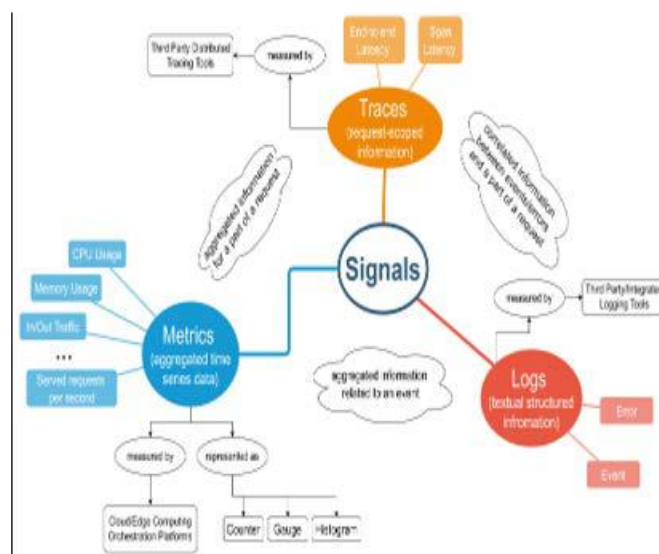 End-to-end
Latency
Span
Latency
Third Party Distributed
Tracing Tools
measured by
Traces
(request-scoped
information)
aggregated information
for a part of a request
correlated information
between events/errors
and a part of a request
Signals
CPU Usage
Memory Usage
In/Out Traffic
...
Served requests
per second
Metrics
(aggregated time
series data)
measured by
Third Party/Integrated
Logging Tools
aggregated information
related to an event
Logs
(textual structured
infromation)
Error
Event
measured by
represented as
Cloud/Edge Computing
Orchestration Platforms
Counter
Gauge
Histogram